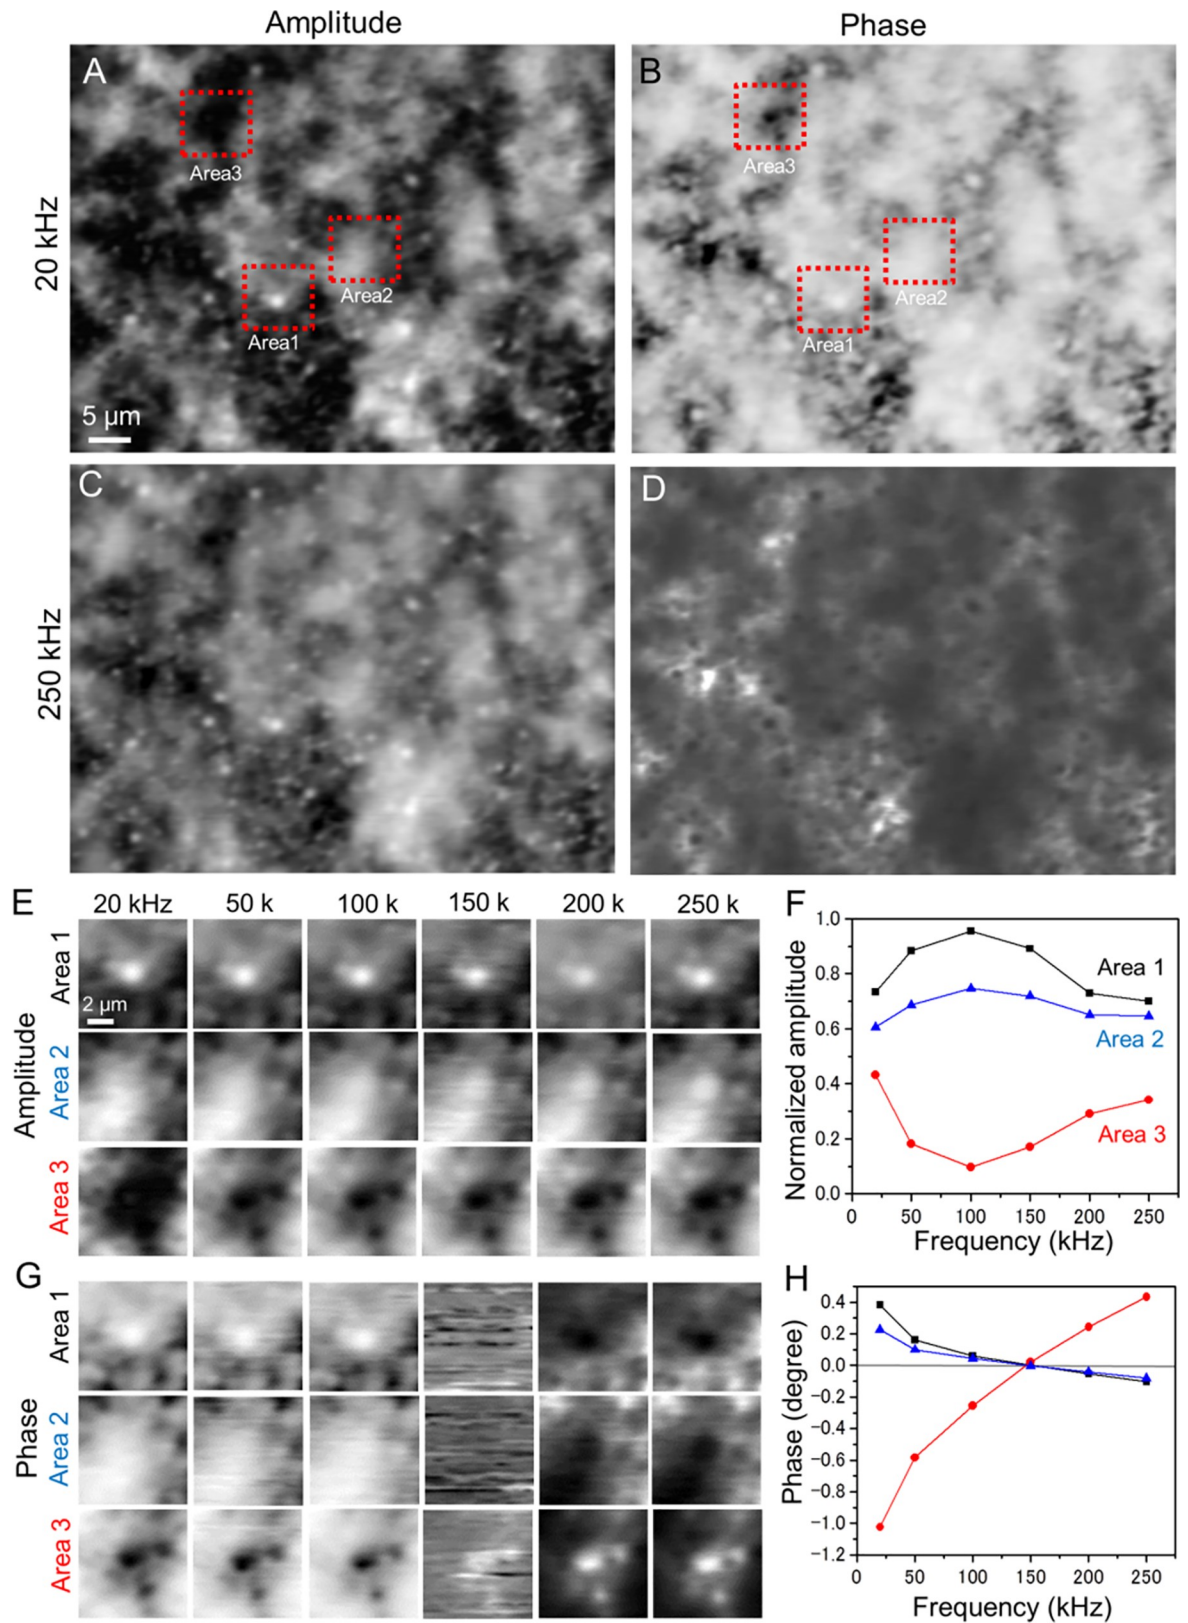 Amplitude
Phase
20 kHz
A
Area3
Area2
Area1
5 µm
B
Area3
Area2
Area1
250 kHz
C
D
E
20 kHz
50 k
100 k
150 k
200 k
250 k
Amplitude
Area 1
2 µm
Area 2
Area 3
F
Normalized amplitude
1.0
0.8
0.6
0.4
0.2
0.0
Area 1
Area 2
Area 3
0
50
100
150
200
250
Frequency (kHz)
G
Phase
Area 1
Area 2
Area 3
H
Phase (degree)
0.4
0.2
0.0
−0.2
−0.4
−0.6
−0.8
−1.0
−1.2
0
50
100
150
200
250
Frequency (kHz)